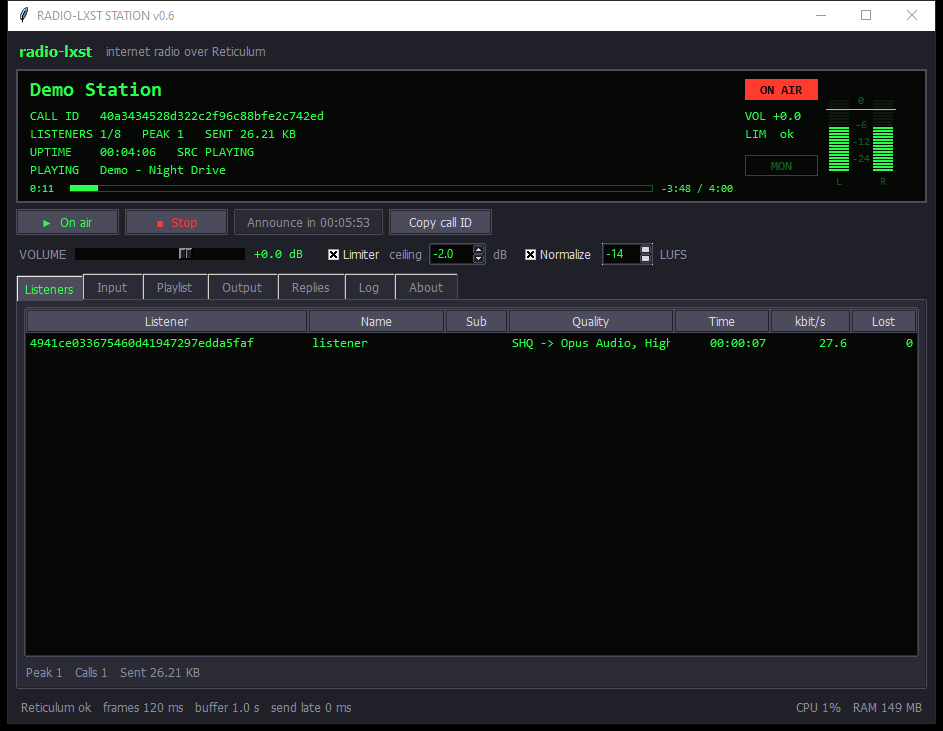 RADIO-LXST STATION v0.6
radio-lxst internet radio over Reticulum
Demo Station
ON AIR
CALL ID 40a3434528d322c2f96c88bfe2c742ed
VOL +0.0
LISTENERS 1/8 PEAK 1 SENT 26.21 KB
LIM ok
UPTIME 00:04:06 SRC PLAYING
PLAYING Demo - Night Drive
MON
0:11 -3:48 / 4:00
0
-6
-12
-24
L R
► On air ■ Stop Announce in 00:05:53 Copy call ID
VOLUME +0.0 dB Limiter ceiling -2.0 dB Normalize -14 LUFS
Listeners Input Playlist Output Replies Log About
Listener Name Sub Quality Time kbit/s Lost
4941ce033675460d41947297edda5faf listener SHQ -> Opus Audio, High 00:00:07 27.6 0
Peak 1 Calls 1 Sent 26.21 KB
Reticulum ok frames 120 ms buffer 1.0 s send late 0 ms CPU 1% RAM 149 MB